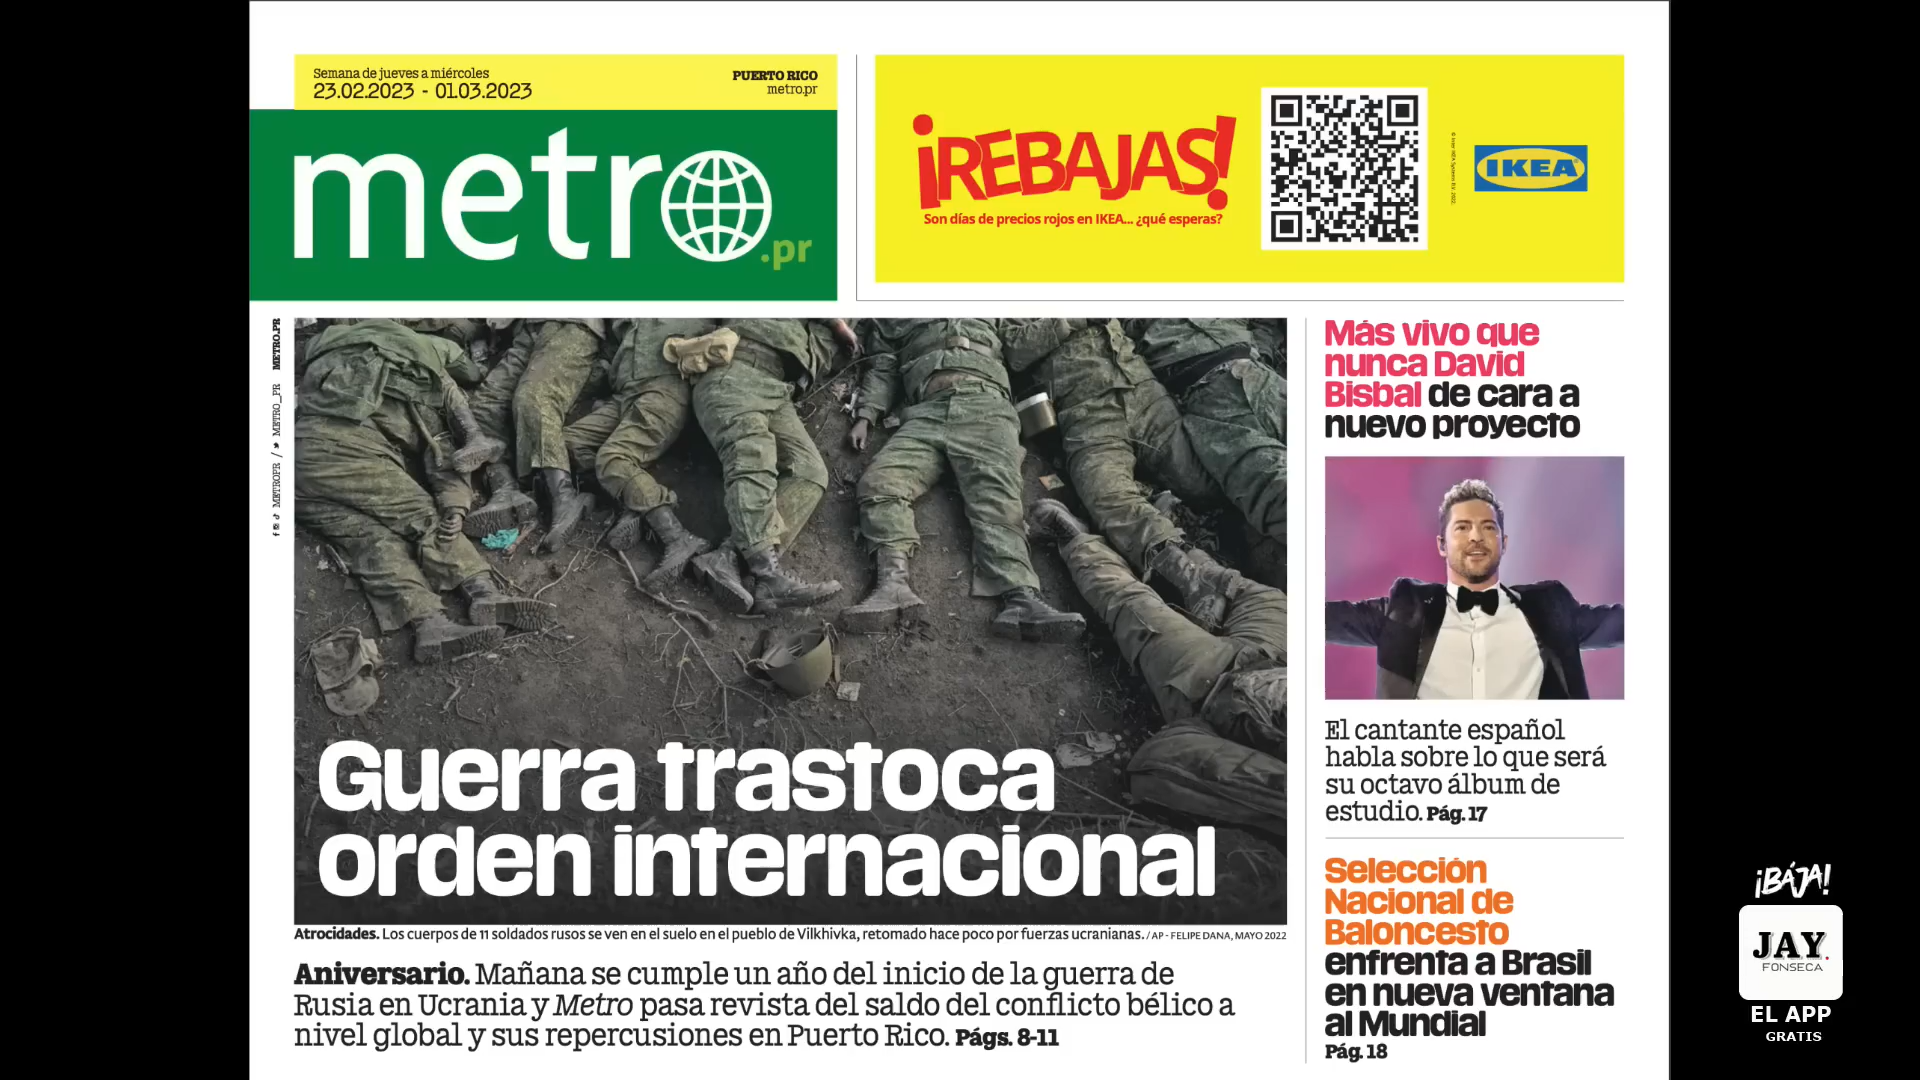 Semana de jueves a miércoles
23.02.2023 - 01.03.2023
PUERTO RICO
metro.pr
metro
.pr
¡REBAJAS!
Son días de precios rojos en IKEA... ¿qué esperas?
© Inter IKEA Systems B.V. 2022.
IKEA
METROPR / METRO_PR METRO.PR
Guerra trastoca
orden internacional
Atrocidades. Los cuerpos de 11 soldados rusos se ven en el suelo en el pueblo de Vilkhivka, retomado hace poco por fuerzas ucranianas. / AP - FELIPE DANA, MAYO 2022
Aniversario. Mañana se cumple un año del inicio de la guerra de
Rusia en Ucrania y Metro pasa revista del saldo del conflicto bélico a
nivel global y sus repercusiones en Puerto Rico. Págs. 8-11
Más vivo que
nunca David
Bisbal de cara a
nuevo proyecto
El cantante español
habla sobre lo que será
su octavo álbum de
estudio. Pág. 17
Selección
Nacional de
Baloncesto
enfrenta a Brasil
en nueva ventana
al Mundial
Pág. 18
¡BÁJA!
JAY.
FONSECA
EL APP
GRATIS